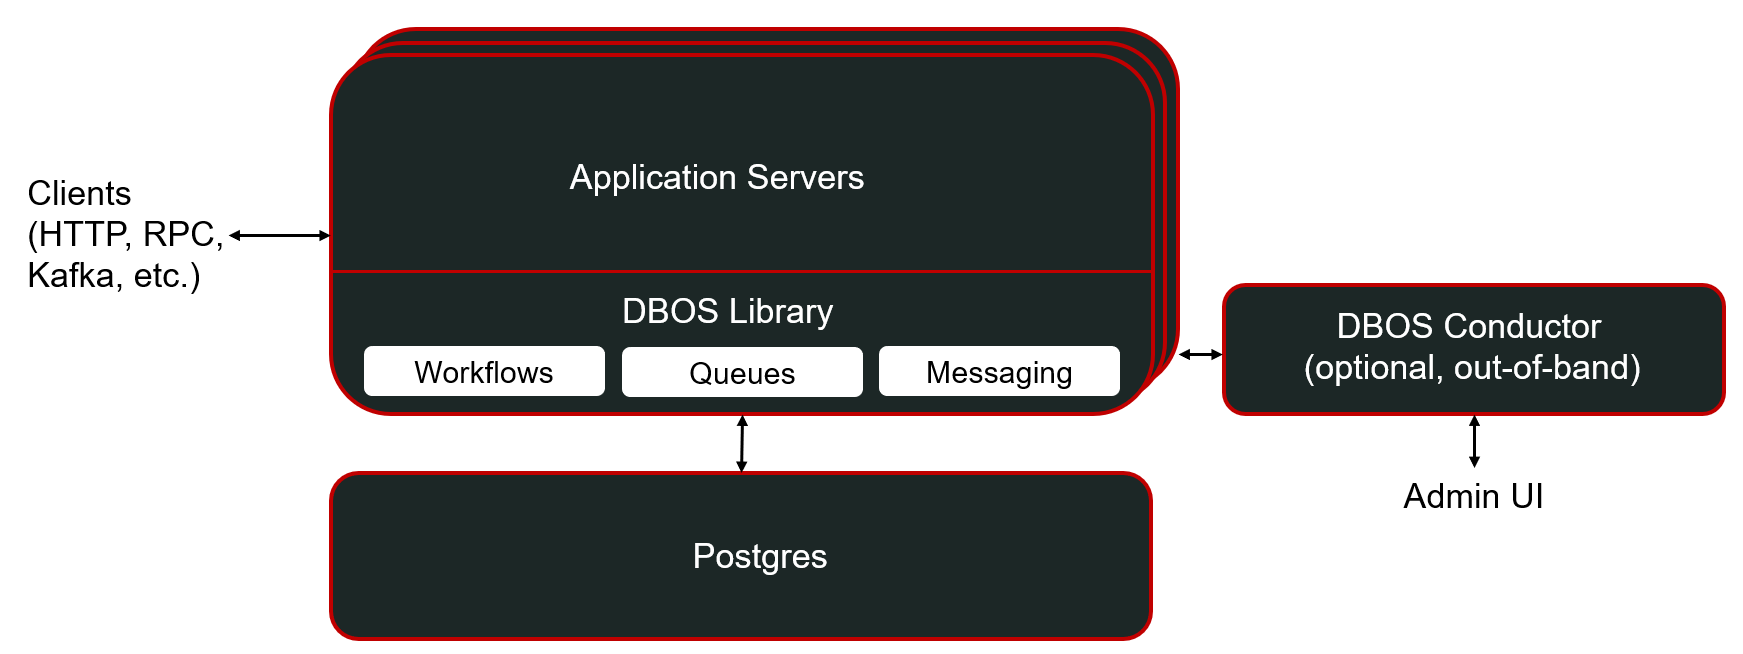 Clients
(HTTP, RPC,
Kafka, etc.)
Application Servers
DBOS Library
Workflows
Queues
Messaging
DBOS Conductor
(optional, out-of-band)
Admin UI
Postgres